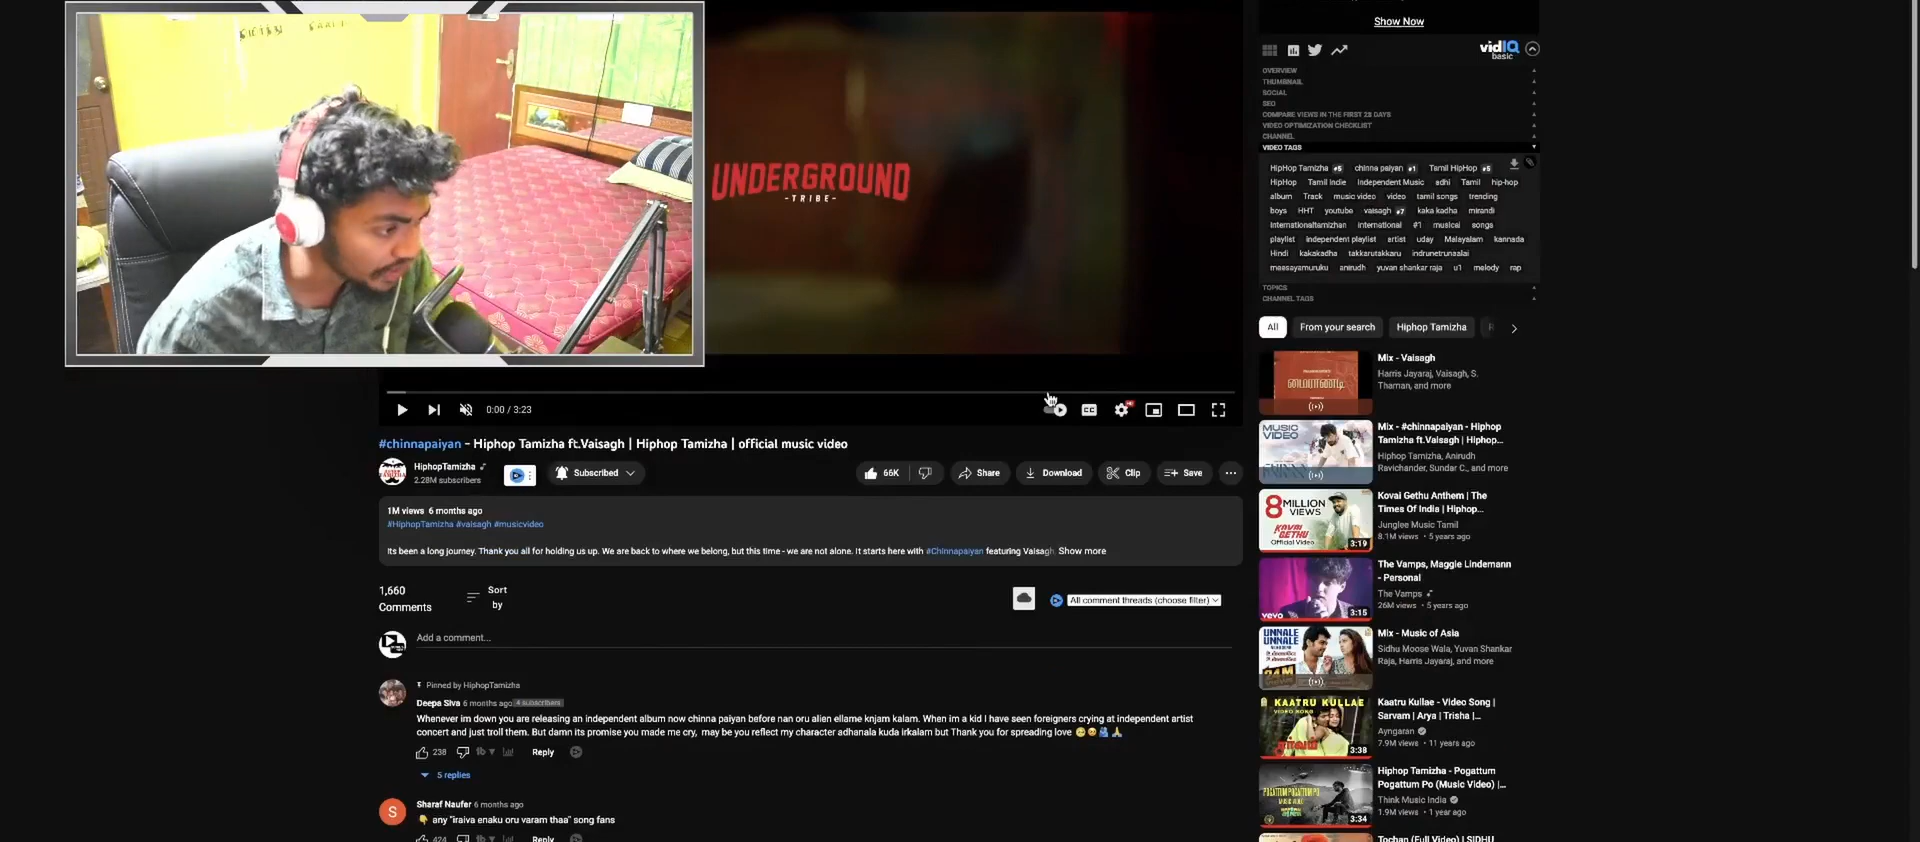 Show Now
vidIQ
basic
OVERVIEW
THUMBNAIL
SOCIAL
SEO
COMPARE VIEWS IN THE FIRST 28 DAYS
VIDEO OPTIMIZATION CHECKLIST
CHANNEL
VIDEO TAGS
HipHop Tamizha #5 chinna paiyan #1 Tamil HipHop #5
HipHop Tamil Indie Independent Music adhi Tamil hip-hop
album Track music video video tamil songs trending
boys HHT youtube vaisagh #7 kaka kadha mirandi
internationaltamizhan international #1 musical songs
playlist independent playlist artist uday Malayalam kannada
Hindi kakakadha takkarutakkaru indrunetrunaalai
meesayamuruku anirudh yuvan shankar raja u1 melody rap
TOPICS
CHANNEL TAGS
UNDERGROUND
-TRIBE-
0:00 / 3:23
#chinnapaiyan - Hiphop Tamizha ft.Vaisagh | Hiphop Tamizha | official music video
HiphopTamizha
2.28M subscribers
Subscribed
66K
Share
Download
Clip
Save
1M views 6 months ago
#HiphopTamizha #vaisagh #musicvideo
Its been a long journey. Thank you all for holding us up. We are back to where we belong, but this time - we are not alone. It starts here with #Chinnapaiyan featuring Vaisagh Show more
1,660
Comments
Sort
by
All comment threads (choose filter)
Add a comment...
Pinned by HiphopTamizha
Deepa Siva 6 months ago 4 subscribers
Whenever im down you are releasing an independent album now chinna paiyan before nan oru alien ellame knjam kalam. When im a kid I have seen foreigners crying at independent artist
concert and just troll them. But damn its promise you made me cry, may be you reflect my character adhanala kuda irkalam but Thank you for spreading love 🥺🥺🫂🙏
238 Reply
5 replies
S
Sharaf Naufer 6 months ago
👇 any "iraiva enaku oru varam thaa" song fans
424 Reply
All From your search Hiphop Tamizha
Mix - Vaisagh
Harris Jayaraj, Vaisagh, S.
Thaman, and more
MUSIC
VIDEO
Mix - #chinnapaiyan - Hiphop
Tamizha ft.Vaisagh | Hiphop...
Hiphop Tamizha, Anirudh
Ravichander, Sundar C., and more
8 MILLION
VIEWS
KOVAI
GETHU
Official Video
3:19
Kovai Gethu Anthem | The
Times Of India | Hiphop...
Junglee Music Tamil
8.1M views • 5 years ago
vevo
3:15
The Vamps, Maggie Lindemann
- Personal
The Vamps
26M views • 5 years ago
UNNALE
UNNALE
Mix - Music of Asia
Sidhu Moose Wala, Yuvan Shankar
Raja, Harris Jayaraj, and more
KAATRU KULLAE
3:38
Kaatru Kullae - Video Song |
Sarvam | Arya | Trisha |...
Ayngaran
7.9M views • 11 years ago
POGATTUM POGATTUM PO
3:34
Hiphop Tamizha - Pogattum
Pogattum Po (Music Video) |...
Think Music India
1.9M views • 1 year ago
Tochan (Full Video) | SIDHU